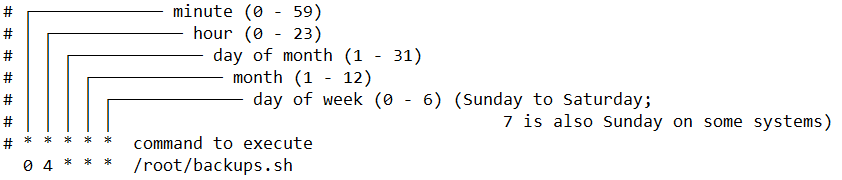 # minute (0 - 59)
# hour (0 - 23)
# day of month (1 - 31)
# month (1 - 12)
# day of week (0 - 6) (Sunday to Saturday;
# 7 is also Sunday on some systems)
# * * * * * command to execute
0 4 * * * /root/backups.sh